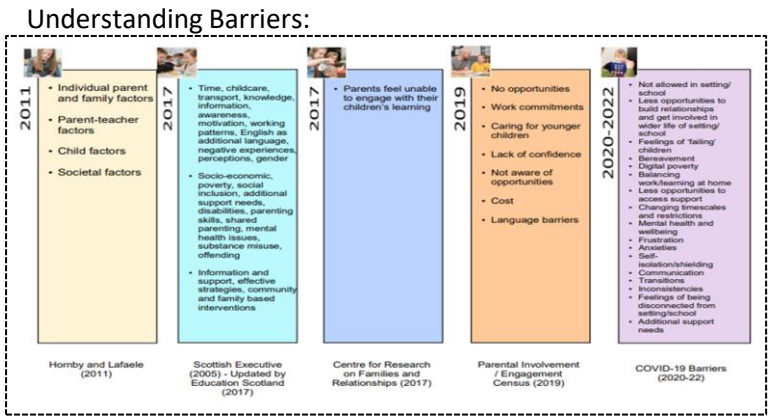 Understanding Barriers:
2011
• Individual parent
and family factors
• Parent-teacher
factors
• Child factors
• Societal factors
Hornby and Lafaele
(2011)
2017
• Time, childcare,
transport, knowledge,
information,
awareness,
motivation, working
patterns, English as
additional language,
negative experiences,
perceptions, gender
• Socio-economic,
poverty, social
inclusion, additional
support needs,
disabilities, parenting
skills, shared
parenting, mental
health issues,
substance misuse,
offending
• Information and
support, effective
strategies, community
and family based
interventions
Scottish Executive
(2005) - Updated by
Education Scotland
(2017)
2017
• Parents feel unable
to engage with their
children's learning
Centre for Research
on Families and
Relationships (2017)
2019
• No opportunities
• Work commitments
• Caring for younger
children
• Lack of confidence
• Not aware of
opportunities
• Cost
• Language barriers
Parental Involvement
/ Engagement
Census (2019)
2020-2022
• Not allowed in setting/
school
• Less opportunities to
build relationships
and get involved in
wider life of setting/
school
• Feelings of 'failing'
children
• Bereavement
• Digital poverty
• Balancing
work/learning at home
• Less opportunities to
access support
• Changing timescales
and restrictions
• Mental health and
wellbeing
• Frustration
• Anxieties
• Self-
isolation/shielding
• Communication
• Transitions
• Inconsistencies
• Feelings of being
disconnected from
setting/school
• Additional support
needs
COVID-19 Barriers
(2020-22)